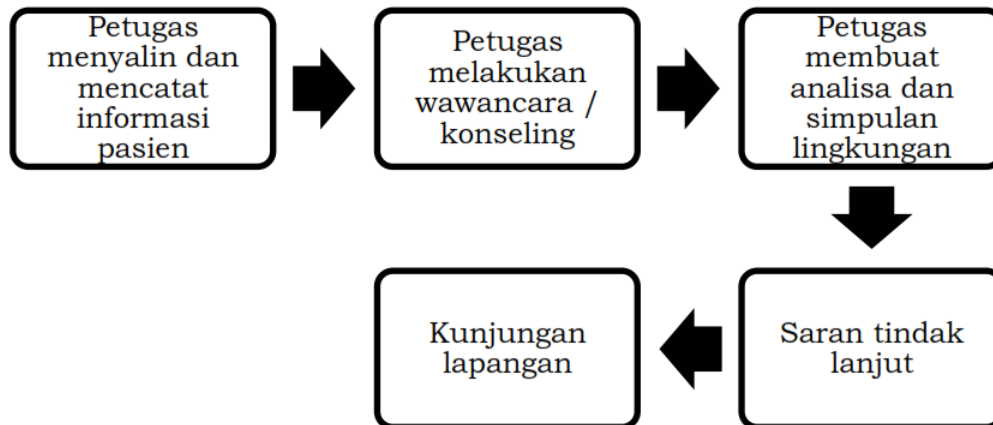 Petugas
menyalin dan
mencatat
informasi
pasien
Petugas
melakukan
wawancara /
konseling
Petugas
membuat
analisa dan
simpulan
lingkungan
Saran tindak
lanjut
Kunjungan
lapangan